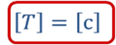 [T] = [c]